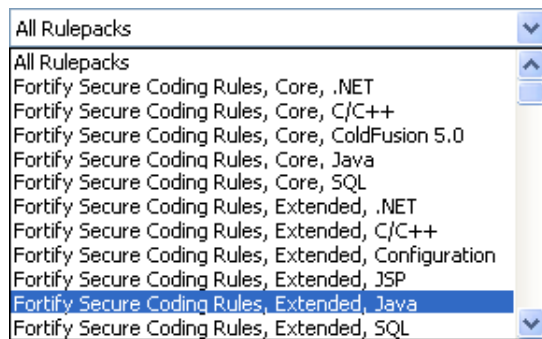 All Rulepacks
All Rulepacks
Fortify Secure Coding Rules, Core, .NET
Fortify Secure Coding Rules, Core, C/C++
Fortify Secure Coding Rules, Core, ColdFusion 5.0
Fortify Secure Coding Rules, Core, Java
Fortify Secure Coding Rules, Core, SQL
Fortify Secure Coding Rules, Extended, .NET
Fortify Secure Coding Rules, Extended, C/C++
Fortify Secure Coding Rules, Extended, Configuration
Fortify Secure Coding Rules, Extended, JSP
Fortify Secure Coding Rules, Extended, Java
Fortify Secure Coding Rules, Extended, SQL